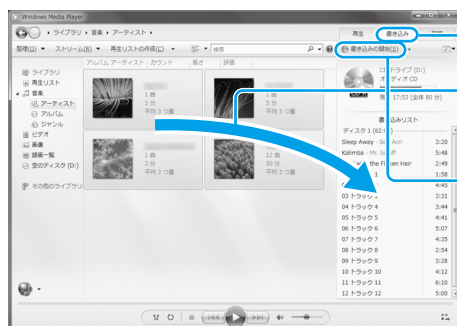 Windows Media Player
ライブラリ ▸ 音楽 ▸ アーティスト ▸
再生 書き込み
整理(O) ストリーム(R) 再生リストの作成(C) 検索 書き込みの開始(S)
アルバム アーティスト カウント 長さ 評価
ライブラリ
再生リスト
音楽
アーティスト
アルバム
ジャンル
ビデオ
画像
録画一覧
空のディスク (D:)
その他のライブラリ
1 曲
3 分
平均 3 つ星
1 曲
5 分
平均 3 つ星
1 曲
2 分
平均 3 つ星
12 曲
50 分
平均 3 つ星
ドライブ (D:)
オーディオ CD
17:53 (全体 80 分)
書き込みリスト
ディスク 1
Sleep Away - Acri 3:20
Kalimba - Mr. 5:48
the Flaxen Hair 2:49
1 1:58
4:45
03 トラック 3:31
04 トラック 4 3:44
05 トラック 5 4:41
06 トラック 6 5:07
07 トラック 7 4:35
08 トラック 8 2:54
09 トラック 9 3:28
10 トラック 10 4:12
11 トラック 11 6:10
12 トラック 12 5:00